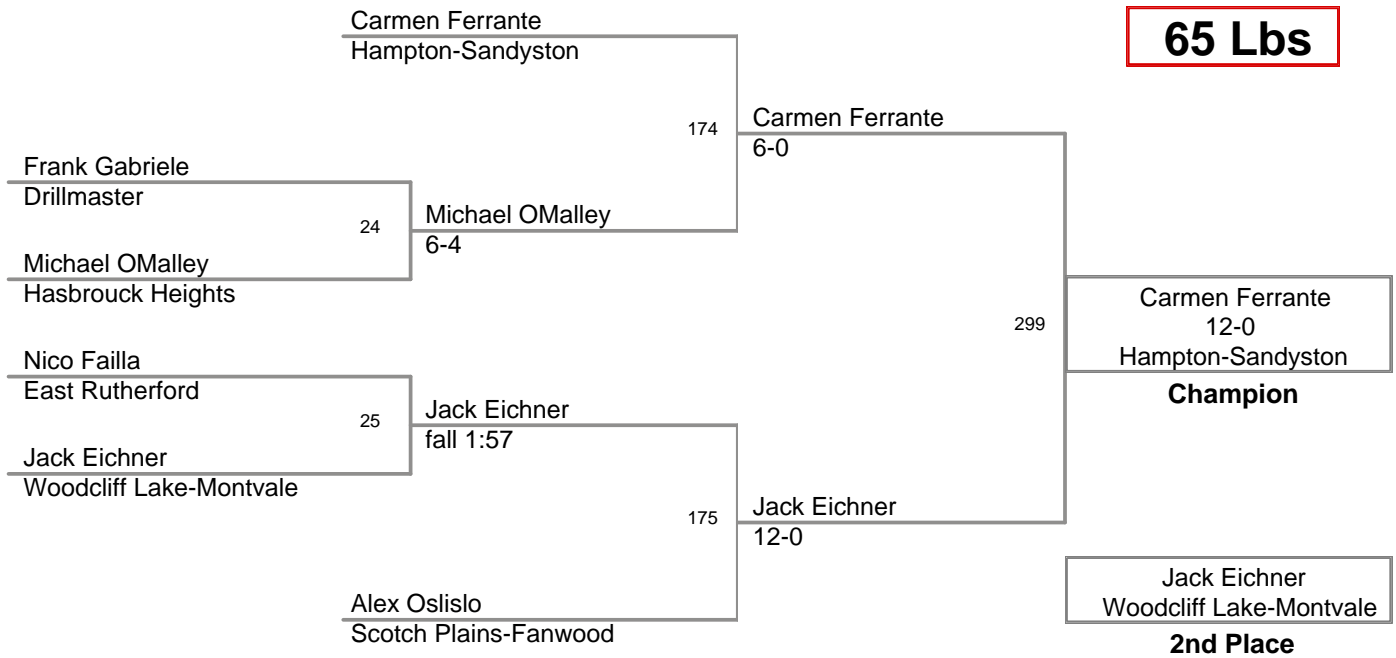 Carmen Ferrante
Hampton-Sandyston
65 Lbs
174
Carmen Ferrante
6-0
Frank Gabriele
Drillmaster
24
Michael OMalley
6-4
Michael OMalley
Hasbrouck Heights
299
Carmen Ferrante
12-0
Hampton-Sandyston
Champion
Nico Failla
East Rutherford
25
Jack Eichner
fall 1:57
Jack Eichner
Woodcliff Lake-Montvale
175
Jack Eichner
12-0
Alex Oslislo
Scotch Plains-Fanwood
Jack Eichner
Woodcliff Lake-Montvale
2nd Place